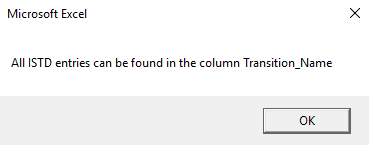 Microsoft Excel
All ISTD entries can be found in the column Transition_Name
OK